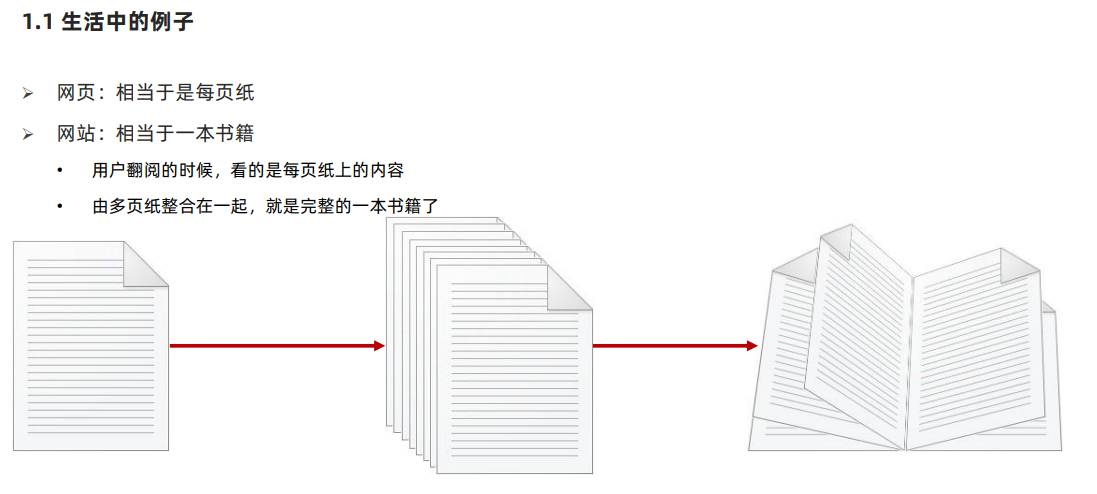 1.1 生活中的例子
➢ 网页：相当于是每页纸
➢ 网站：相当于一本书籍
• 用户翻阅的时候，看的是每页纸上的内容
• 由多页纸整合在一起，就是完整的一本书籍了